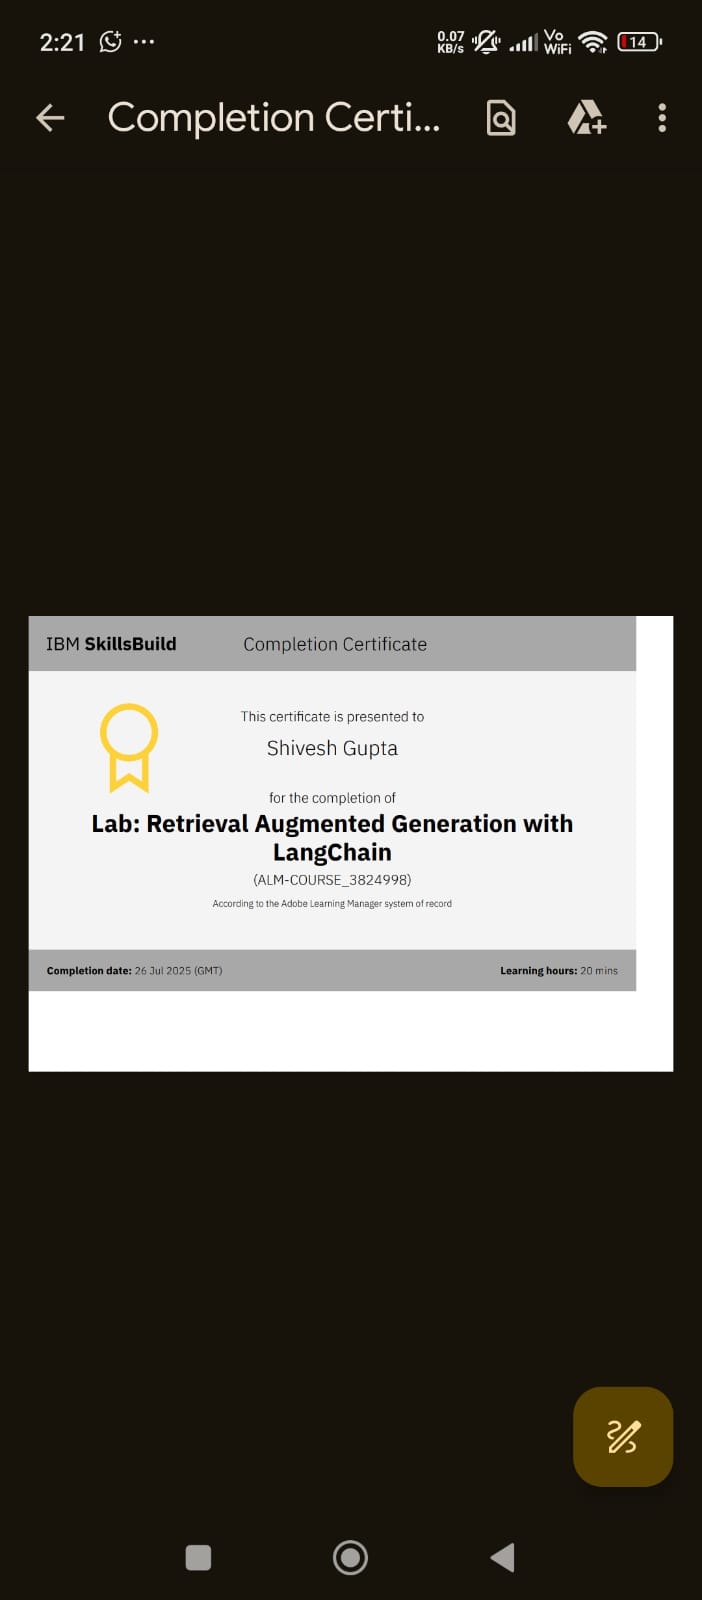 2:21
0.07 KB/s
Vo WiFi
14
Completion Certi...
IBM SkillsBuild
Completion Certificate
This certificate is presented to
Shivesh Gupta
for the completion of
Lab: Retrieval Augmented Generation with
LangChain
(ALM-COURSE_3824998)
According to the Adobe Learning Manager system of record
Completion date: 26 Jul 2025 (GMT)
Learning hours: 20 mins